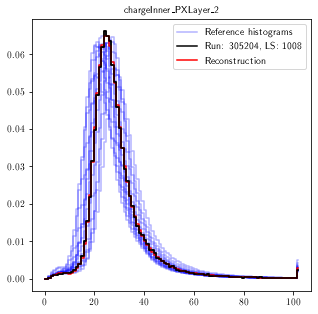 chargeInner_PXLayer_2
Reference histograms
Run: 305204, LS: 1008
Reconstruction
0.06
0.05
0.04
0.03
0.02
0.01
0.00
0 20 40 60 80 100